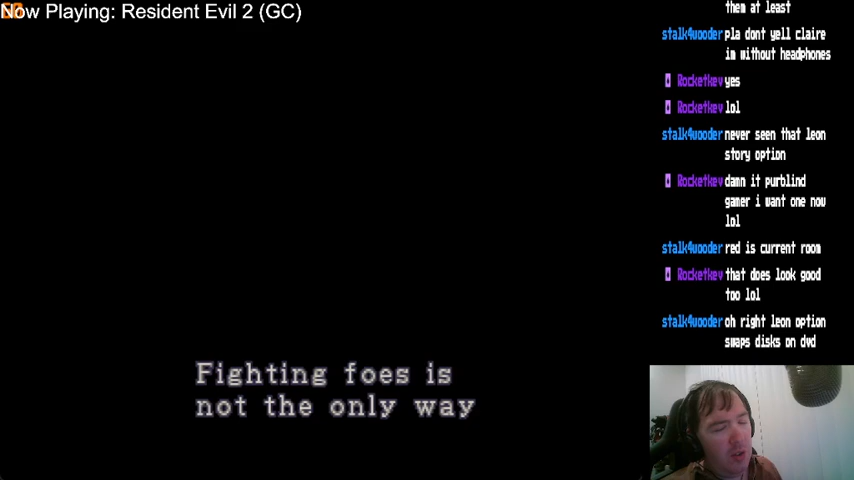 Now Playing: Resident Evil 2 (GC)
them at least
stalk4wooder pla dont yell claire
im without headphones
Rocketkev yes
Rocketkev lol
stalk4wooder never seen that leon
story option
Rocketkev damn it purblind
gamer i want one now
lol
stalk4wooder red is current room
Rocketkev that does look good
too lol
stalk4wooder oh right leon option
swaps disks on dvd
Fighting foes is
not the only way